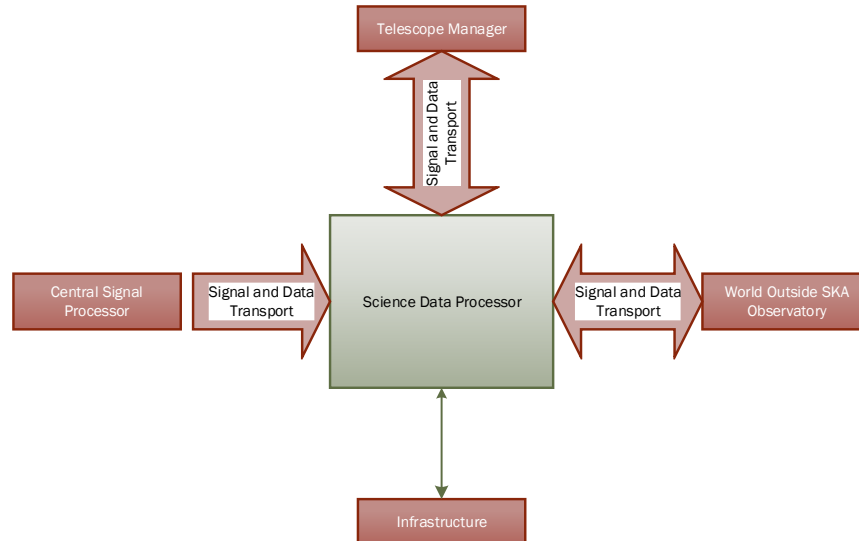 Telescope Manager
Signal and Data
Transport
Central Signal
Processor
Signal and Data
Transport
Science Data Processor
Signal and Data
Transport
World Outside SKA
Observatory
Infrastructure